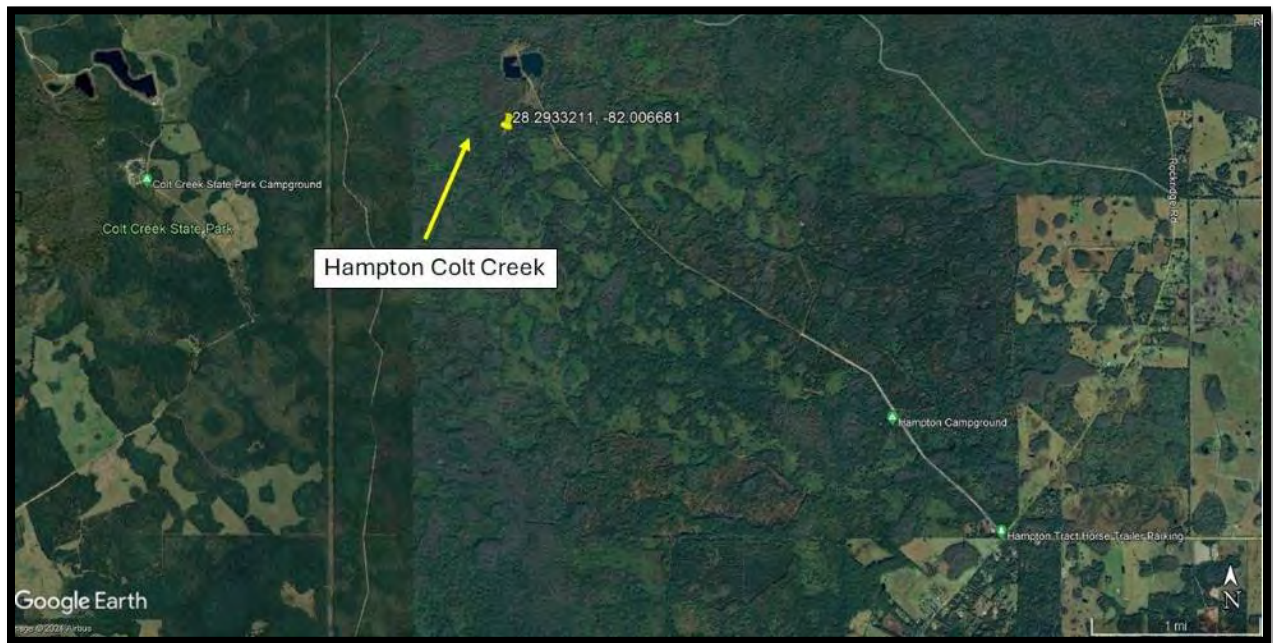 28.2933211, -82.006681
Colt Creek State Park Campground
Rockridge Rd
Colt Creek State Park
Hampton Colt Creek
Hampton Campground
Hampton Tract Horse Trailer Parking
Google Earth
N
1 mi